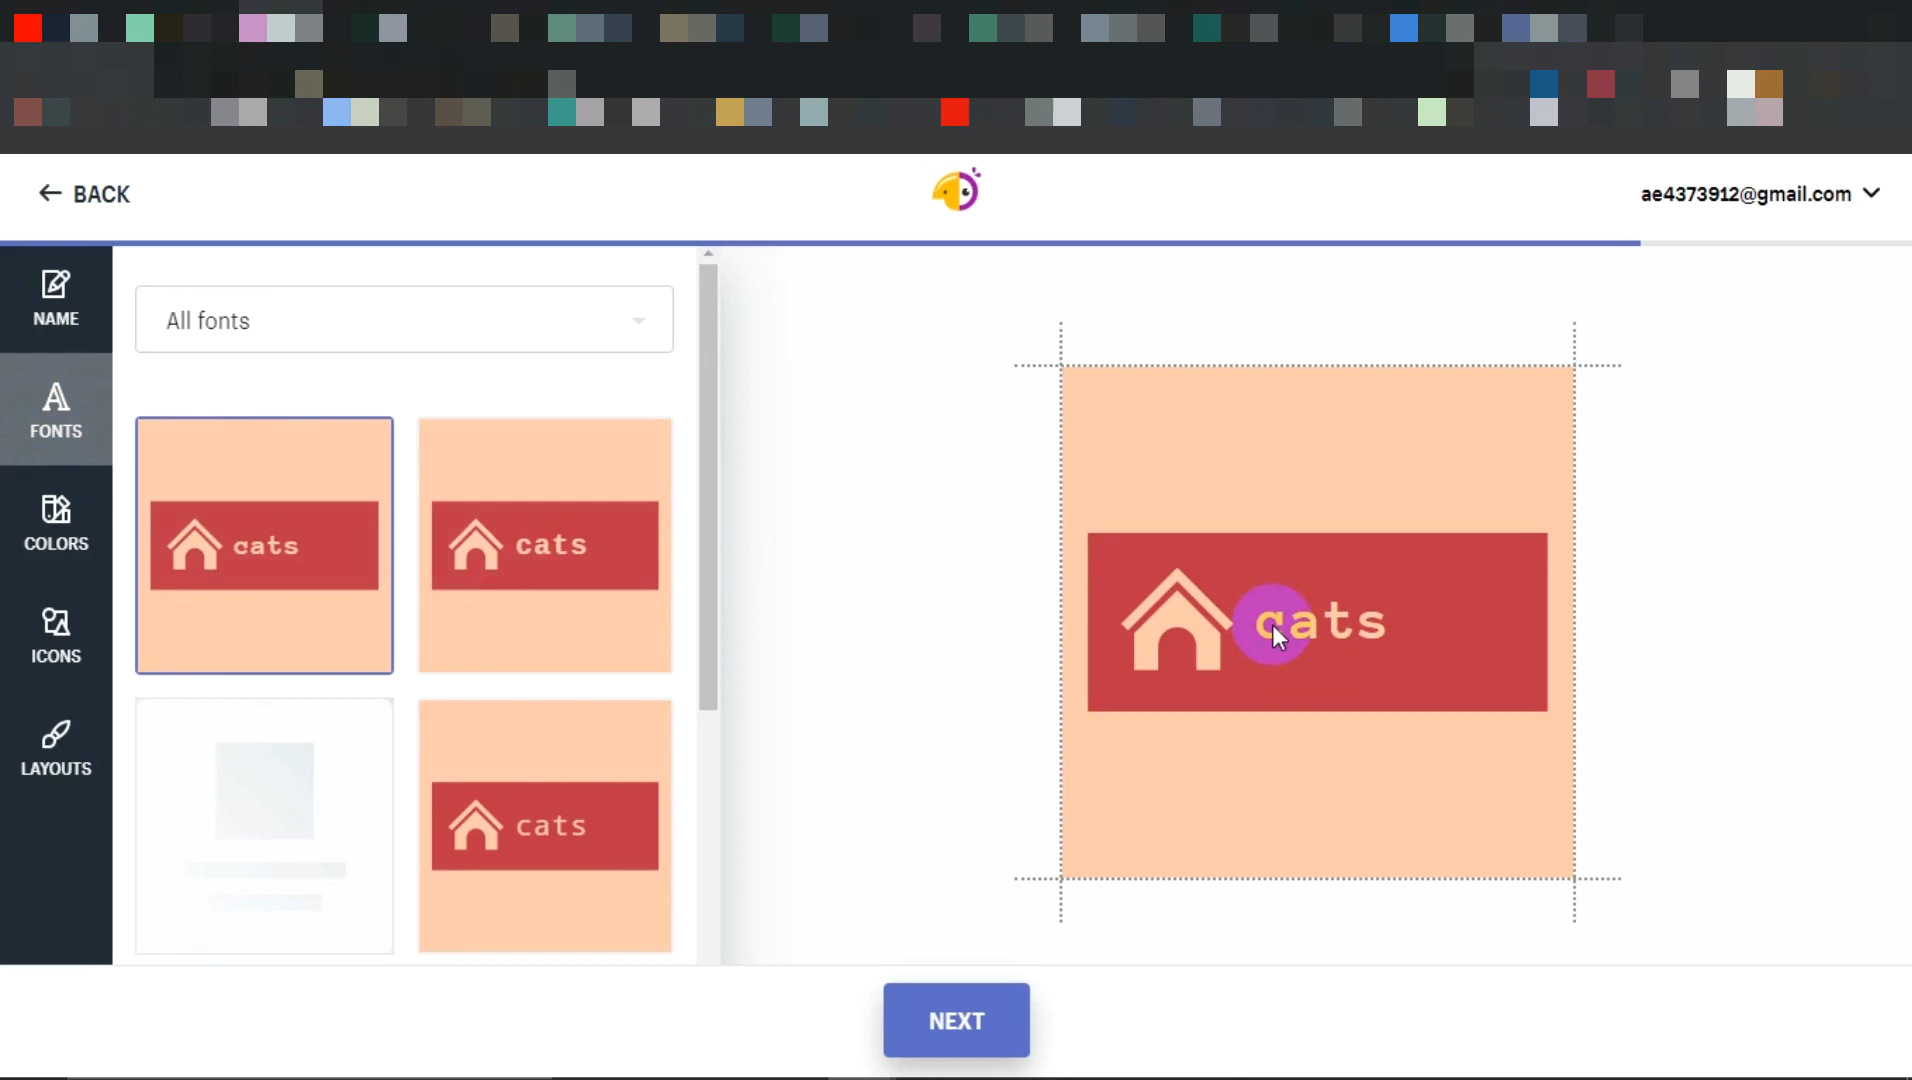 BACK
ae4373912@gmail.com
NAME
All fonts
FONTS
cats
cats
cats
COLORS
ICONS
LAYOUTS
cats
NEXT